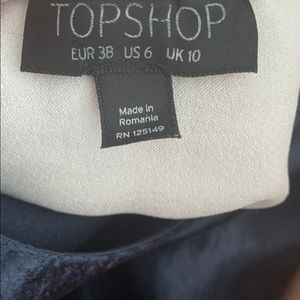 TOPSHOP
EUR 38 US 6 UK 10
Made in
Romania
RN 125149